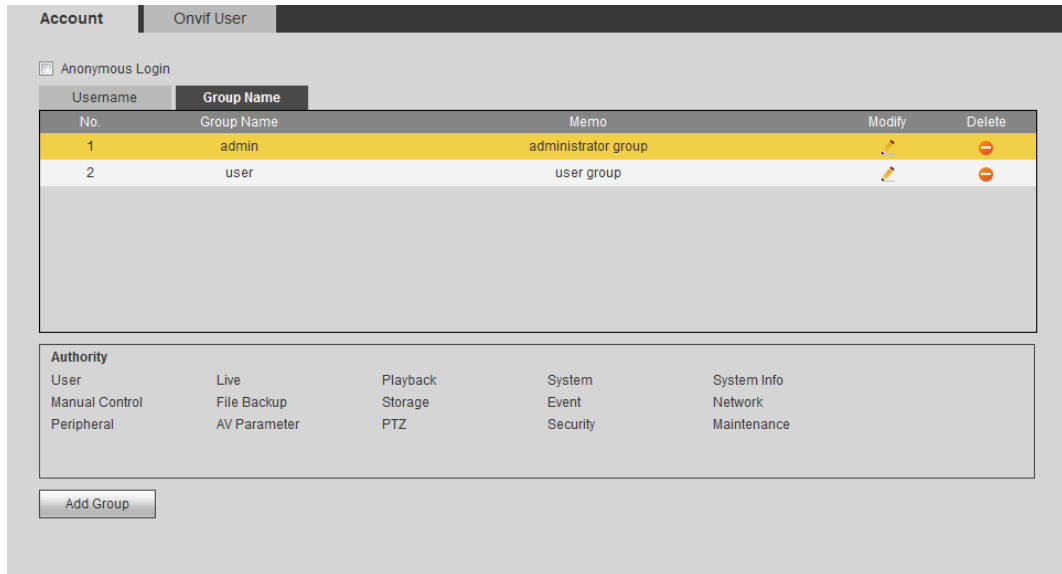 Account Onvif User
Anonymous Login
Username Group Name
No. Group Name Memo Modify Delete
1 admin administrator group
2 user user group
Authority
User Live Playback System System Info
Manual Control File Backup Storage Event Network
Peripheral AV Parameter PTZ Security Maintenance
Add Group